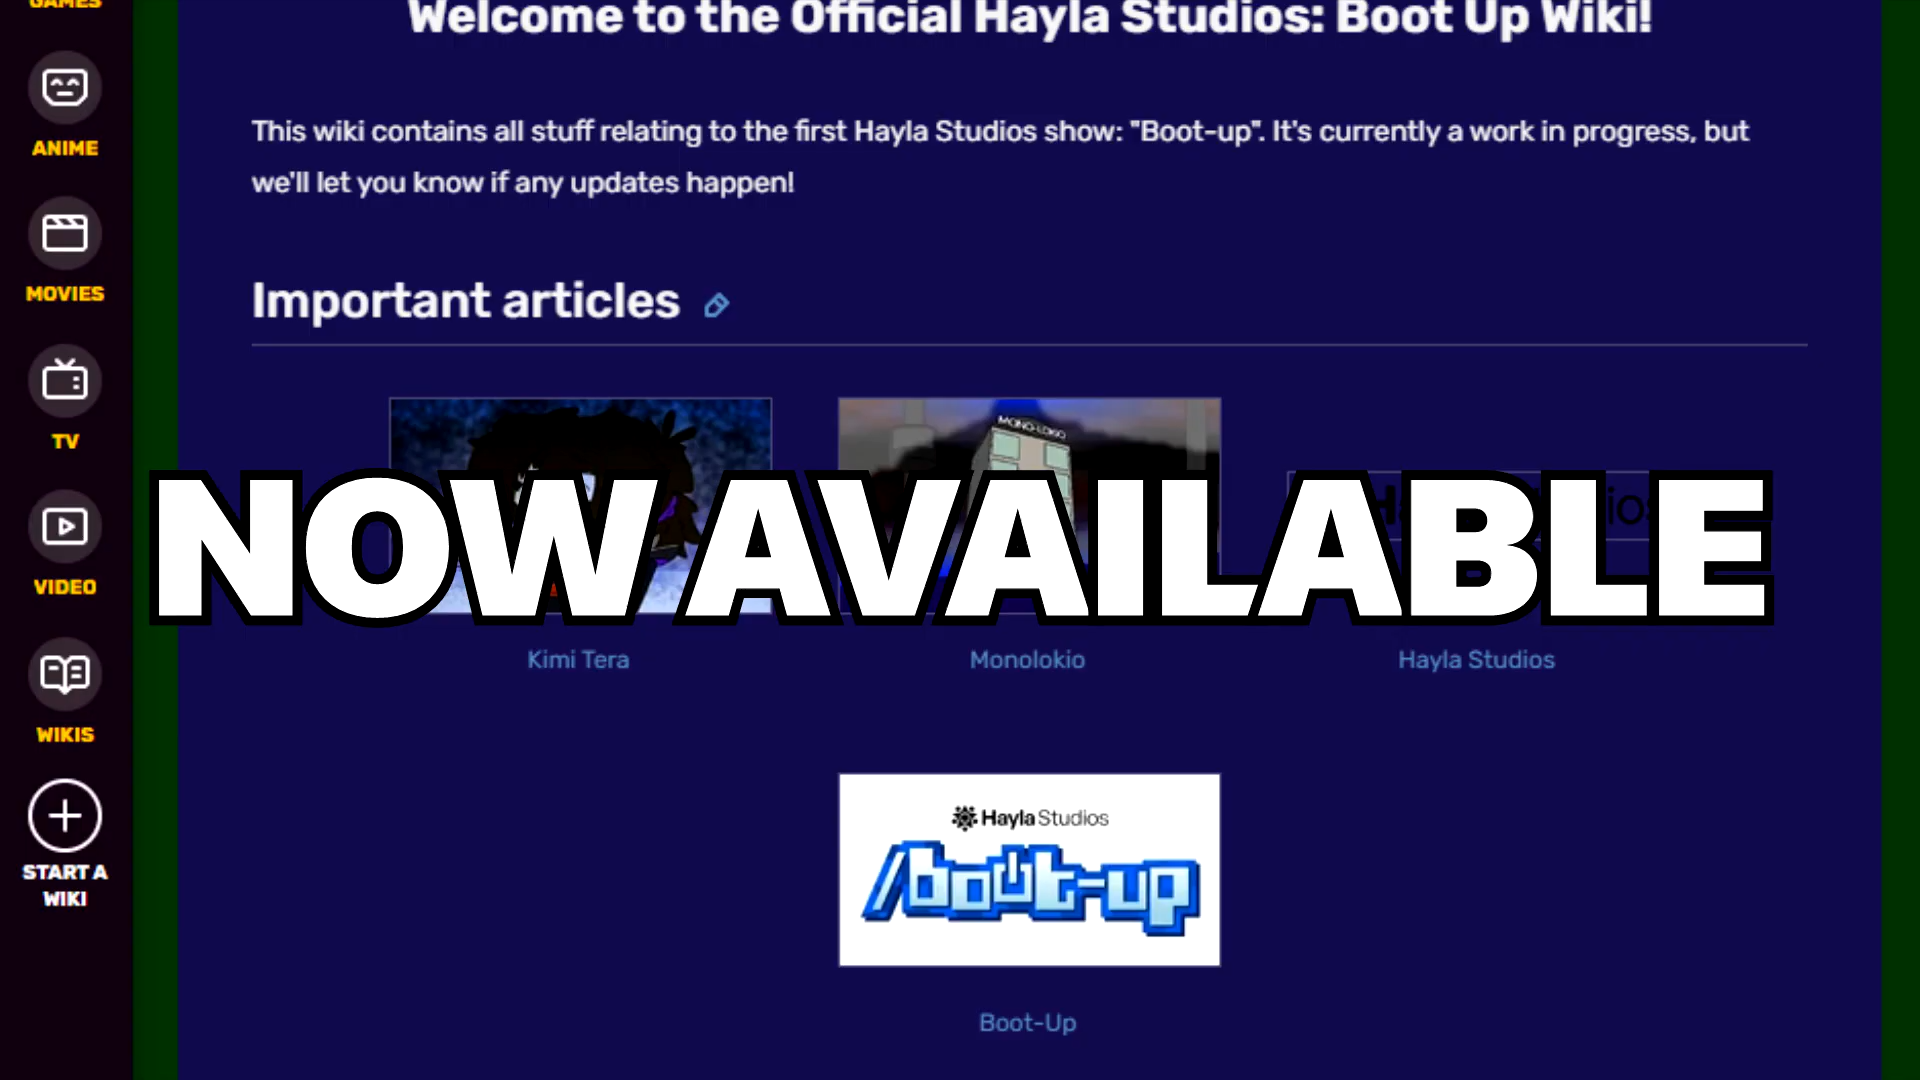 GAMES
Welcome to the Official Hayla Studios: Boot Up Wiki!
ANIME
This wiki contains all stuff relating to the first Hayla Studios show: "Boot-up". It's currently a work in progress, but
we'll let you know if any updates happen!
MOVIES
Important articles
TV
MONO-LOKIO
NOW AVAILABLE
VIDEO
Kimi Tera
Monolokio
Hayla Studios
WIKIS
START A
WIKI
Hayla Studios
/boot-up
Boot-Up